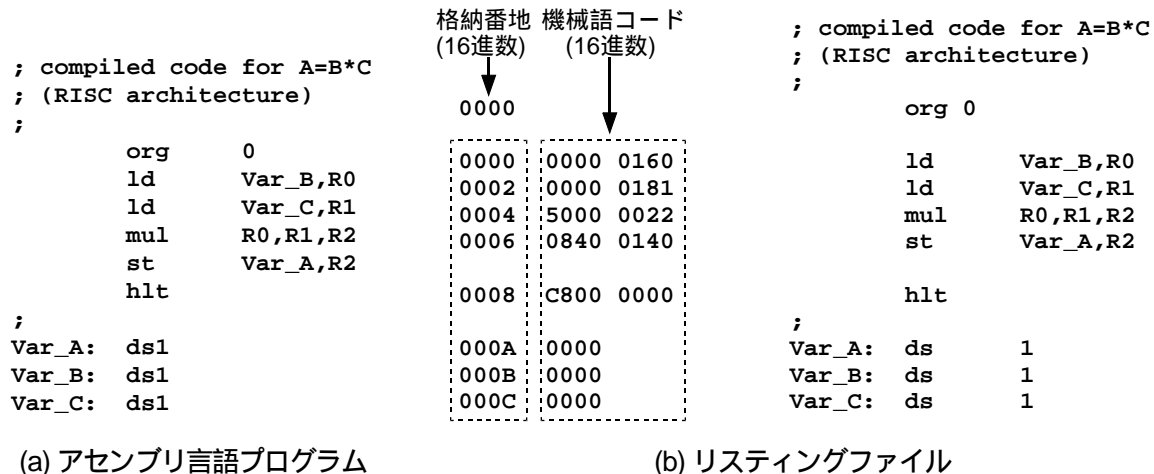 ; compiled code for A=B*C
; (RISC architecture)
;
org 0
ld Var_B,R0
ld Var_C,R1
mul R0,R1,R2
st Var_A,R2
hlt
;
Var_A: ds1
Var_B: ds1
Var_C: ds1
(a) アセンブリ言語プログラム
格納番地 機械語コード
(16進数) (16進数)
; compiled code for A=B*C
; (RISC architecture)
;
0000 org 0
0000 0000 0160 ld Var_B,R0
0002 0000 0181 ld Var_C,R1
0004 5000 0022 mul R0,R1,R2
0006 0840 0140 st Var_A,R2
0008 C800 0000 hlt
;
000A 0000 Var_A: ds 1
000B 0000 Var_B: ds 1
000C 0000 Var_C: ds 1
(b) リスティングファイル